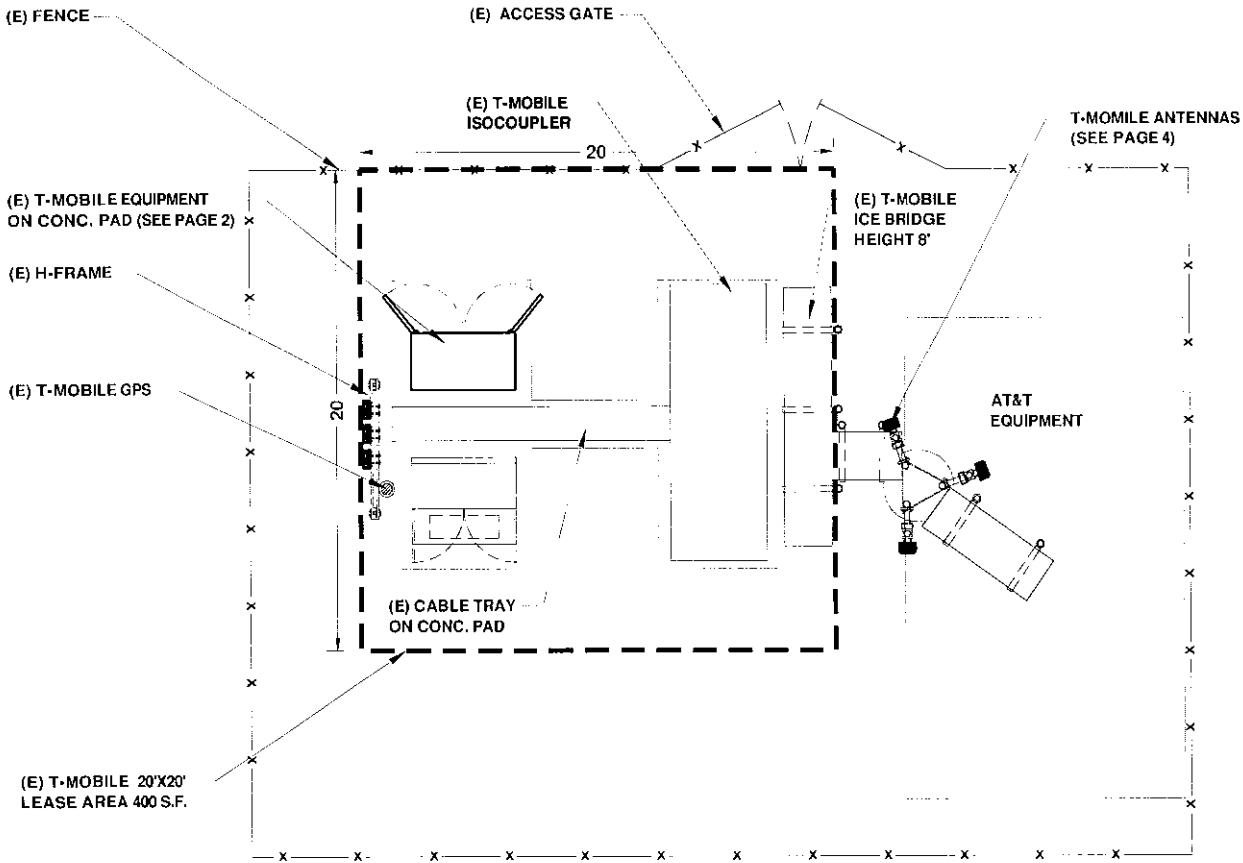 (E) FENCE
(E) ACCESS GATE
(E) T-MOBILE
ISOCOUPLER
T-MOMILE ANTENNAS
(SEE PAGE 4)
20
(E) T-MOBILE EQUIPMENT
ON CONC. PAD (SEE PAGE 2)
(E) T-MOBILE
ICE BRIDGE
HEIGHT 8'
(E) H-FRAME
(E) T-MOBILE GPS
20
AT&T
EQUIPMENT
(E) CABLE TRAY
ON CONC. PAD
(E) T-MOBILE 20'X20'
LEASE AREA 400 S.F.